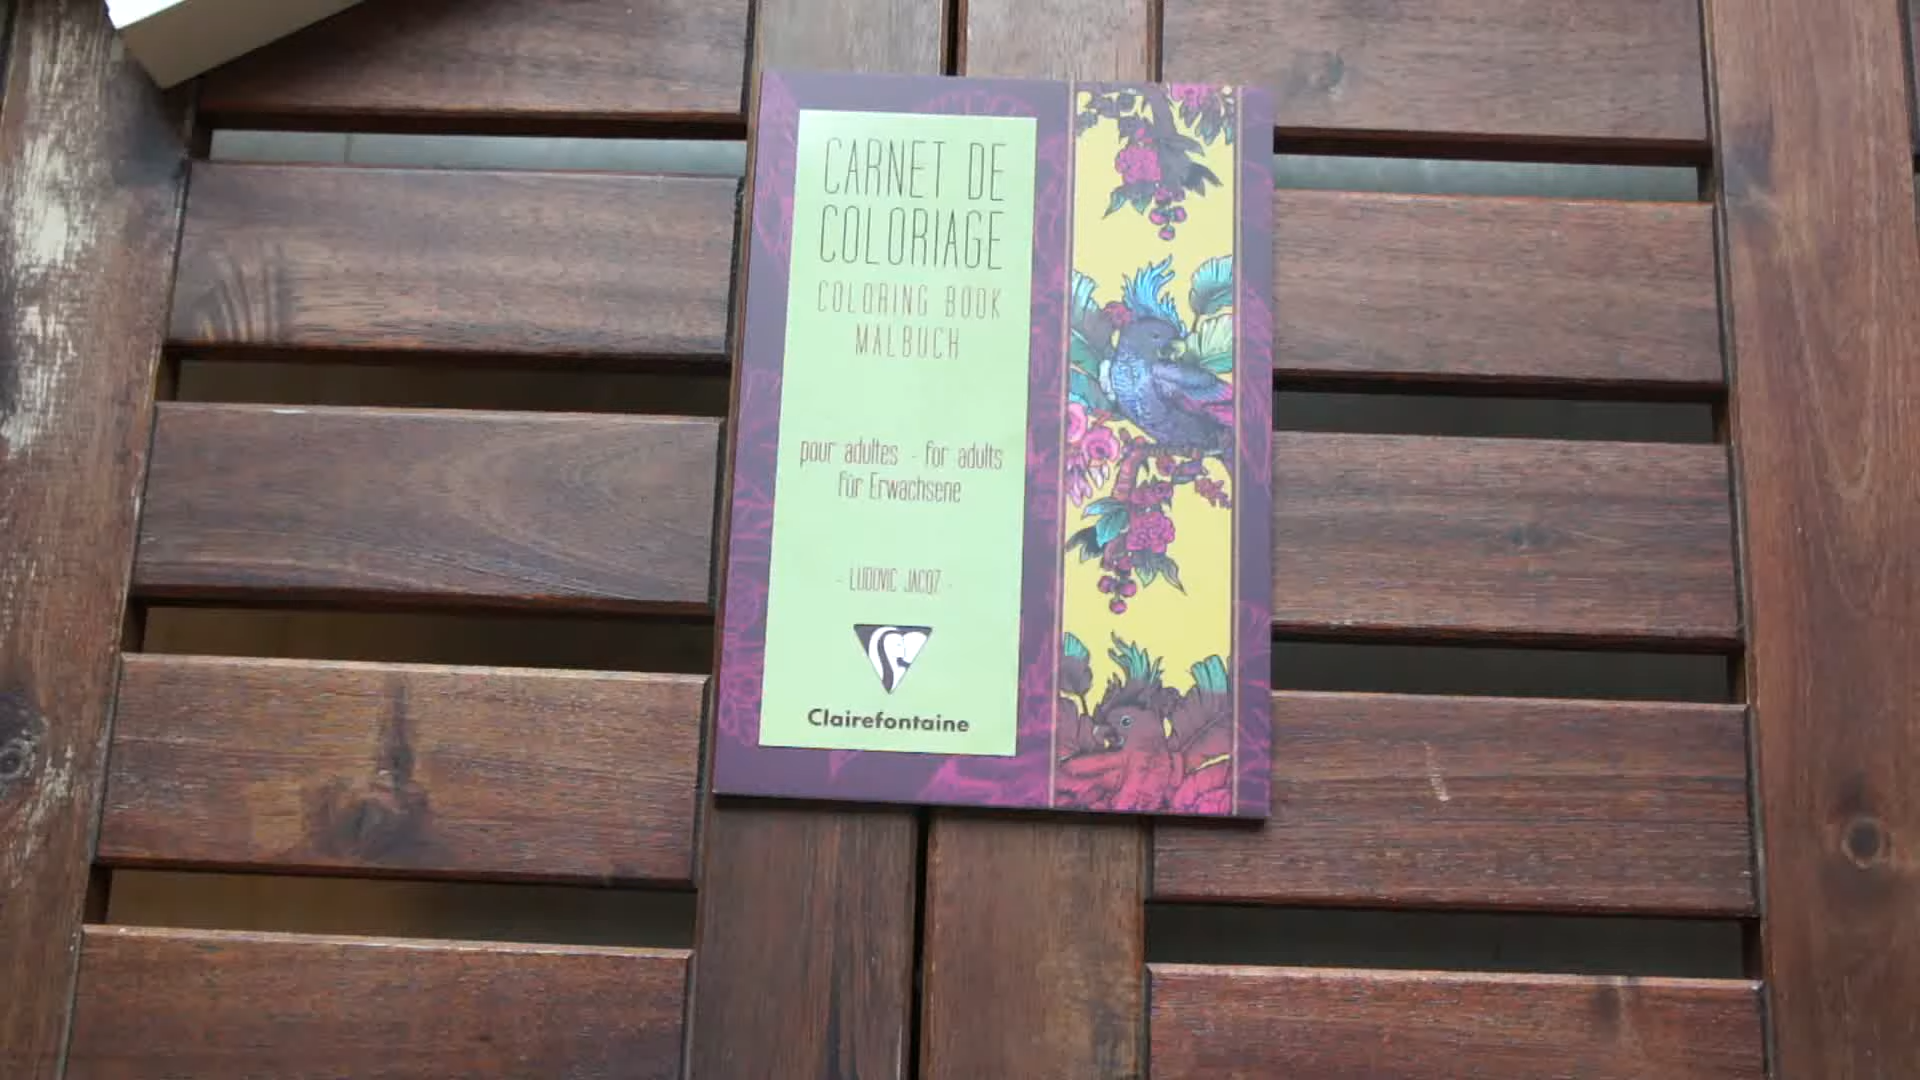 CARNET DE
COLORIAGE
COLORING BOOK
MALBUCH
pour adultes - for adults
für Erwachsene
- LUDOVIC JACQZ -
Clairefontaine